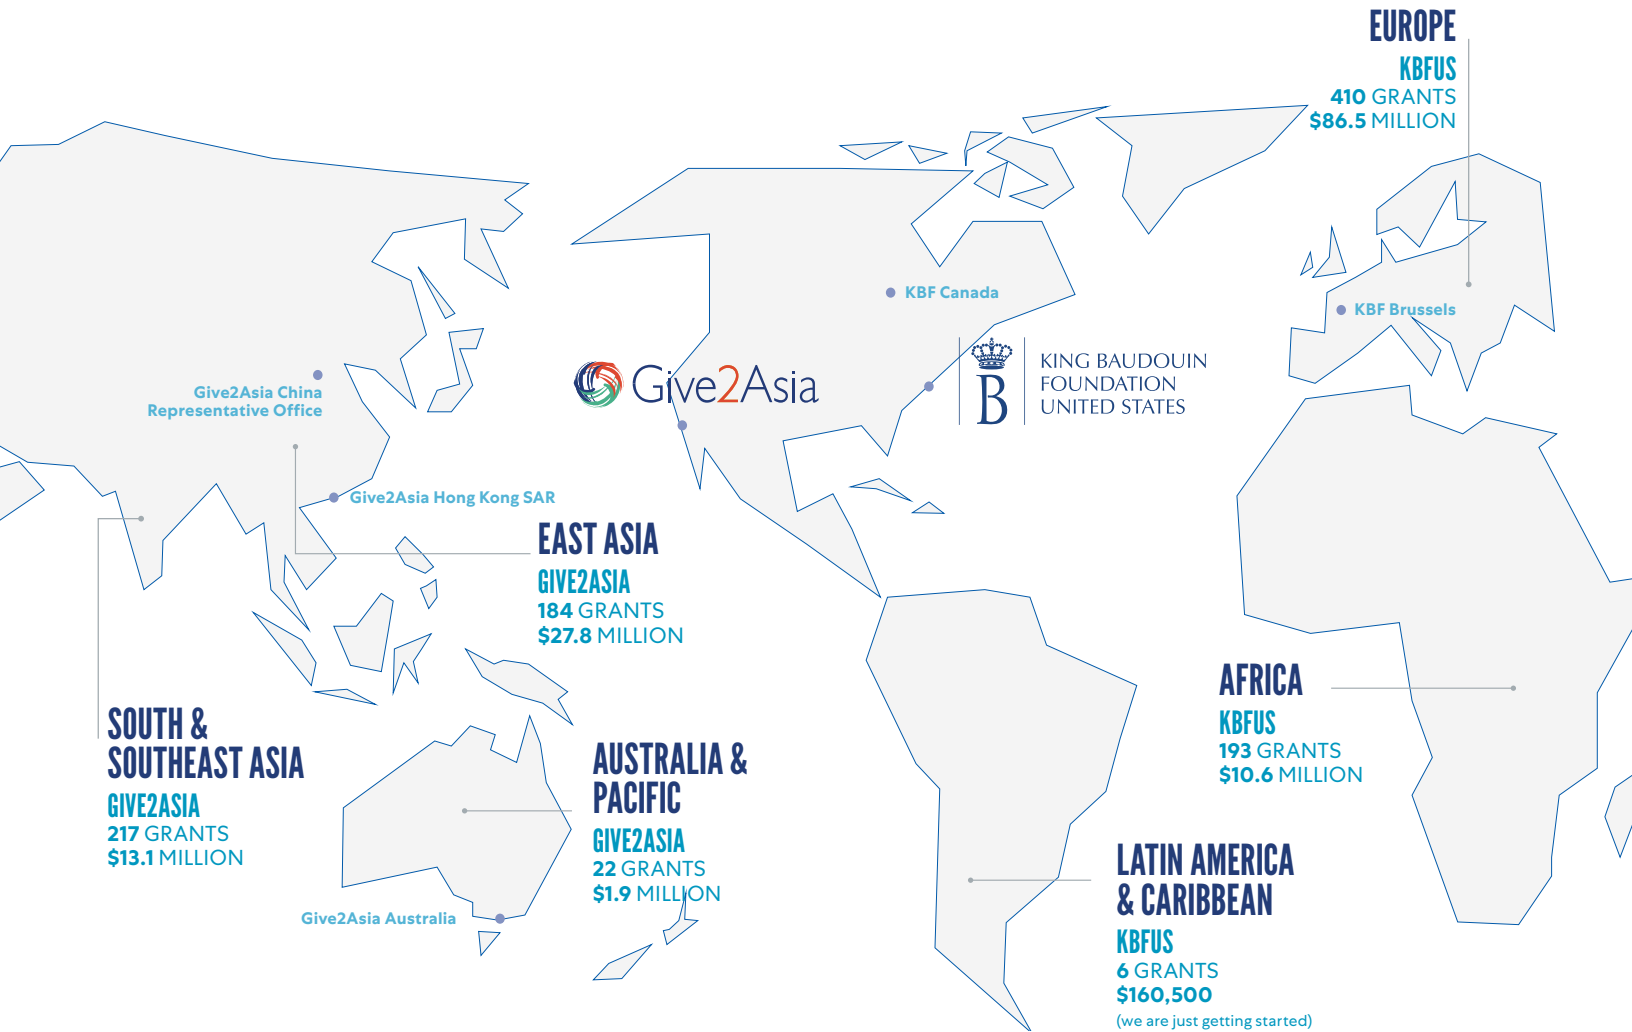 EUROPE
KBFUS
410 GRANTS
$86.5 MILLION
KBF Canada
KBF Brussels
Give2Asia
B
KING BAUDOUIN
FOUNDATION
UNITED STATES
Give2Asia China
Representative Office
Give2Asia Hong Kong SAR
EAST ASIA
GIVE2ASIA
184 GRANTS
$27.8 MILLION
SOUTH &
SOUTHEAST ASIA
GIVE2ASIA
217 GRANTS
$13.1 MILLION
AUSTRALIA &
PACIFIC
GIVE2ASIA
22 GRANTS
$1.9 MILLION
Give2Asia Australia
AFRICA
KBFUS
193 GRANTS
$10.6 MILLION
LATIN AMERICA
& CARIBBEAN
KBFUS
6 GRANTS
$160,500
(we are just getting started)